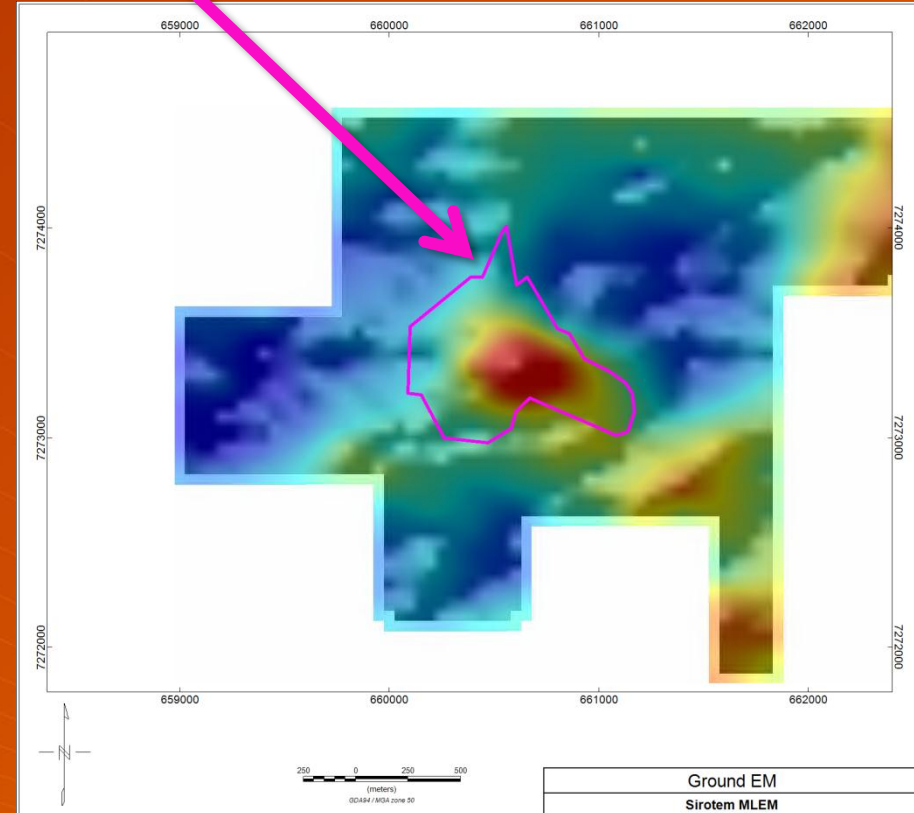 659000 660000 661000 662000
7274000 7274000
7273000 7273000
7272000 7272000
659000 660000 661000 662000
N
250 0 250 500
(meters)
GDA94 / MGA zone 50
Ground EM
Sirotem MLEM